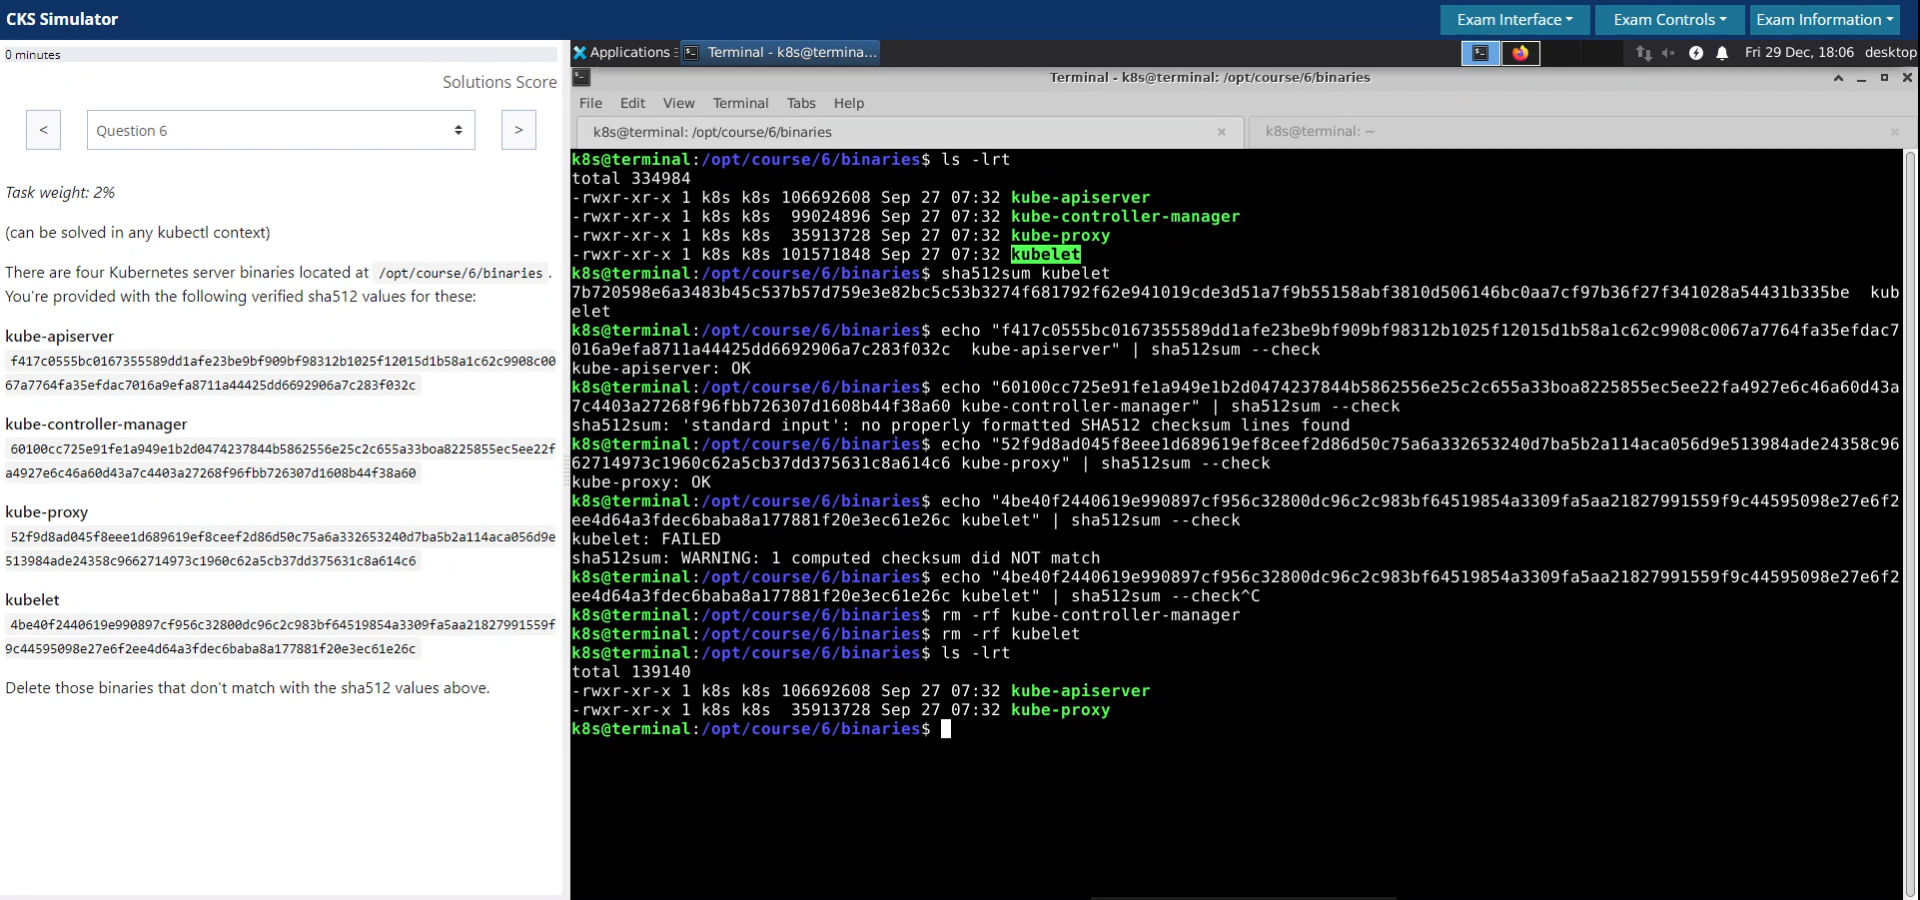 CKS Simulator
Exam Interface
Exam Controls
Exam Information
0 minutes
Solutions Score
<
Question 6
>
Task weight: 2%
(can be solved in any kubectl context)
There are four Kubernetes server binaries located at /opt/course/6/binaries .
You're provided with the following verified sha512 values for these:
kube-apiserver
f417c0555bc0167355589dd1afe23be9bf909bf98312b1025f12015d1b58a1c62c9908c00
67a7764fa35efdac7016a9efa8711a44425dd6692906a7c283f032c
kube-controller-manager
60100cc725e91fe1a949e1b2d0474237844b5862556e25c2c655a33boa8225855ec5ee22f
a4927e6c46a60d43a7c4403a27268f96fbb726307d1608b44f38a60
kube-proxy
52f9d8ad045f8eee1d689619ef8ceef2d86d50c75a6a332653240d7ba5b2a114aca056d9e
513984ade24358c9662714973c1960c62a5cb37dd375631c8a614c6
kubelet
4be40f2440619e990897cf956c32800dc96c2c983bf64519854a3309fa5aa21827991559f
9c44595098e27e6f2ee4d64a3fdec6baba8a177881f20e3ec61e26c
Delete those binaries that don't match with the sha512 values above.
Applications
Terminal - k8s@termina...
Fri 29 Dec, 18:06
desktop
Terminal - k8s@terminal: /opt/course/6/binaries
File Edit View Terminal Tabs Help
k8s@terminal: /opt/course/6/binaries
k8s@terminal: ~
k8s@terminal:/opt/course/6/binaries$ ls -lrt
total 334984
-rwxr-xr-x 1 k8s k8s 106692608 Sep 27 07:32 kube-apiserver
-rwxr-xr-x 1 k8s k8s  99024896 Sep 27 07:32 kube-controller-manager
-rwxr-xr-x 1 k8s k8s  35913728 Sep 27 07:32 kube-proxy
-rwxr-xr-x 1 k8s k8s 101571848 Sep 27 07:32 kubelet
k8s@terminal:/opt/course/6/binaries$ sha512sum kubelet
7b720598e6a3483b45c537b57d759e3e82bc5c53b3274f681792f62e941019cde3d51a7f9b55158abf3810d506146bc0aa7cf97b36f27f341028a54431b335be  kub
elet
k8s@terminal:/opt/course/6/binaries$ echo "f417c0555bc0167355589dd1afe23be9bf909bf98312b1025f12015d1b58a1c62c9908c0067a7764fa35efdac7
016a9efa8711a44425dd6692906a7c283f032c  kube-apiserver" | sha512sum --check
kube-apiserver: OK
k8s@terminal:/opt/course/6/binaries$ echo "60100cc725e91fe1a949e1b2d0474237844b5862556e25c2c655a33boa8225855ec5ee22fa4927e6c46a60d43a
7c4403a27268f96fbb726307d1608b44f38a60 kube-controller-manager" | sha512sum --check
sha512sum: 'standard input': no properly formatted SHA512 checksum lines found
k8s@terminal:/opt/course/6/binaries$ echo "52f9d8ad045f8eee1d689619ef8ceef2d86d50c75a6a332653240d7ba5b2a114aca056d9e513984ade24358c96
62714973c1960c62a5cb37dd375631c8a614c6 kube-proxy" | sha512sum --check
kube-proxy: OK
k8s@terminal:/opt/course/6/binaries$ echo "4be40f2440619e990897cf956c32800dc96c2c983bf64519854a3309fa5aa21827991559f9c44595098e27e6f2
ee4d64a3fdec6baba8a177881f20e3ec61e26c kubelet" | sha512sum --check
kubelet: FAILED
sha512sum: WARNING: 1 computed checksum did NOT match
k8s@terminal:/opt/course/6/binaries$ echo "4be40f2440619e990897cf956c32800dc96c2c983bf64519854a3309fa5aa21827991559f9c44595098e27e6f2
ee4d64a3fdec6baba8a177881f20e3ec61e26c kubelet" | sha512sum --check^C
k8s@terminal:/opt/course/6/binaries$ rm -rf kube-controller-manager
k8s@terminal:/opt/course/6/binaries$ rm -rf kubelet
k8s@terminal:/opt/course/6/binaries$ ls -lrt
total 139140
-rwxr-xr-x 1 k8s k8s 106692608 Sep 27 07:32 kube-apiserver
-rwxr-xr-x 1 k8s k8s  35913728 Sep 27 07:32 kube-proxy
k8s@terminal:/opt/course/6/binaries$